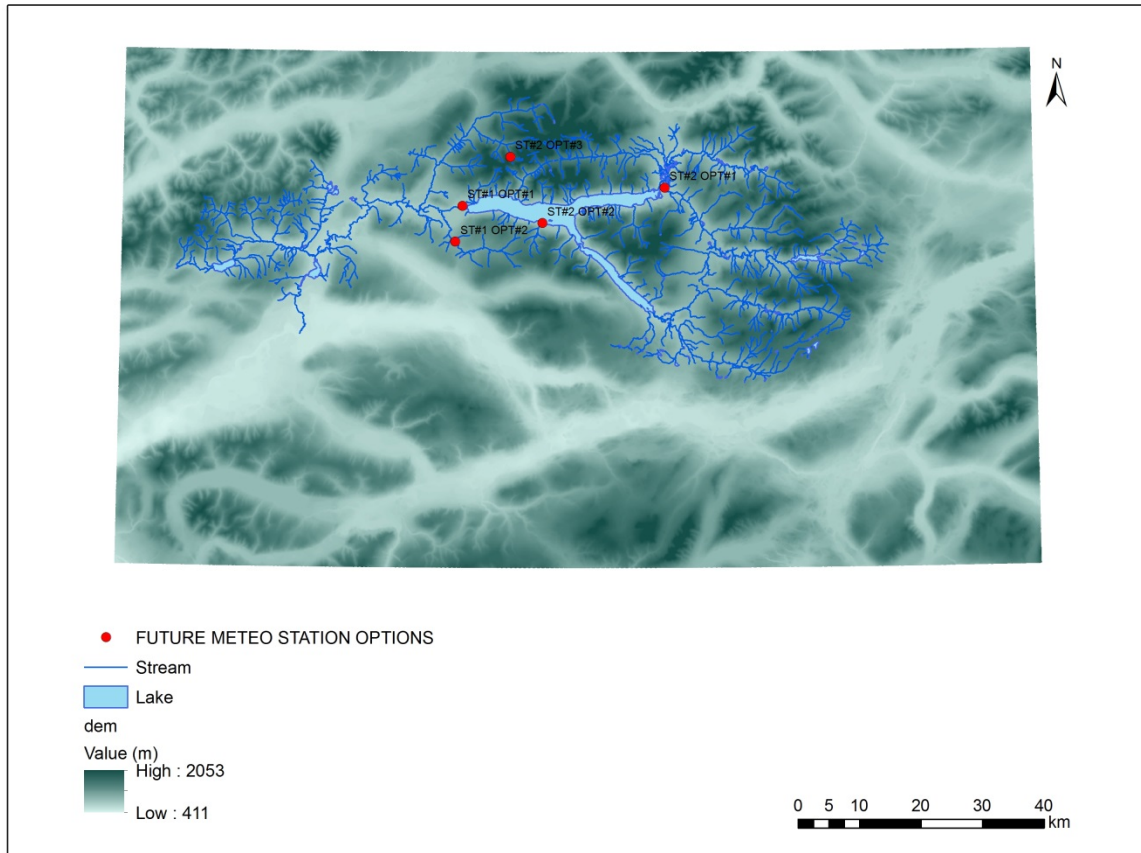 N
ST#2 OPT#3
ST#2 OPT#1
ST#1 OPT#1
ST#2 OPT#2
ST#1 OPT#2
FUTURE METEO STATION OPTIONS
Stream
Lake
dem
Value (m)
High : 2053
Low : 411
0 5 10 20 30 40
km